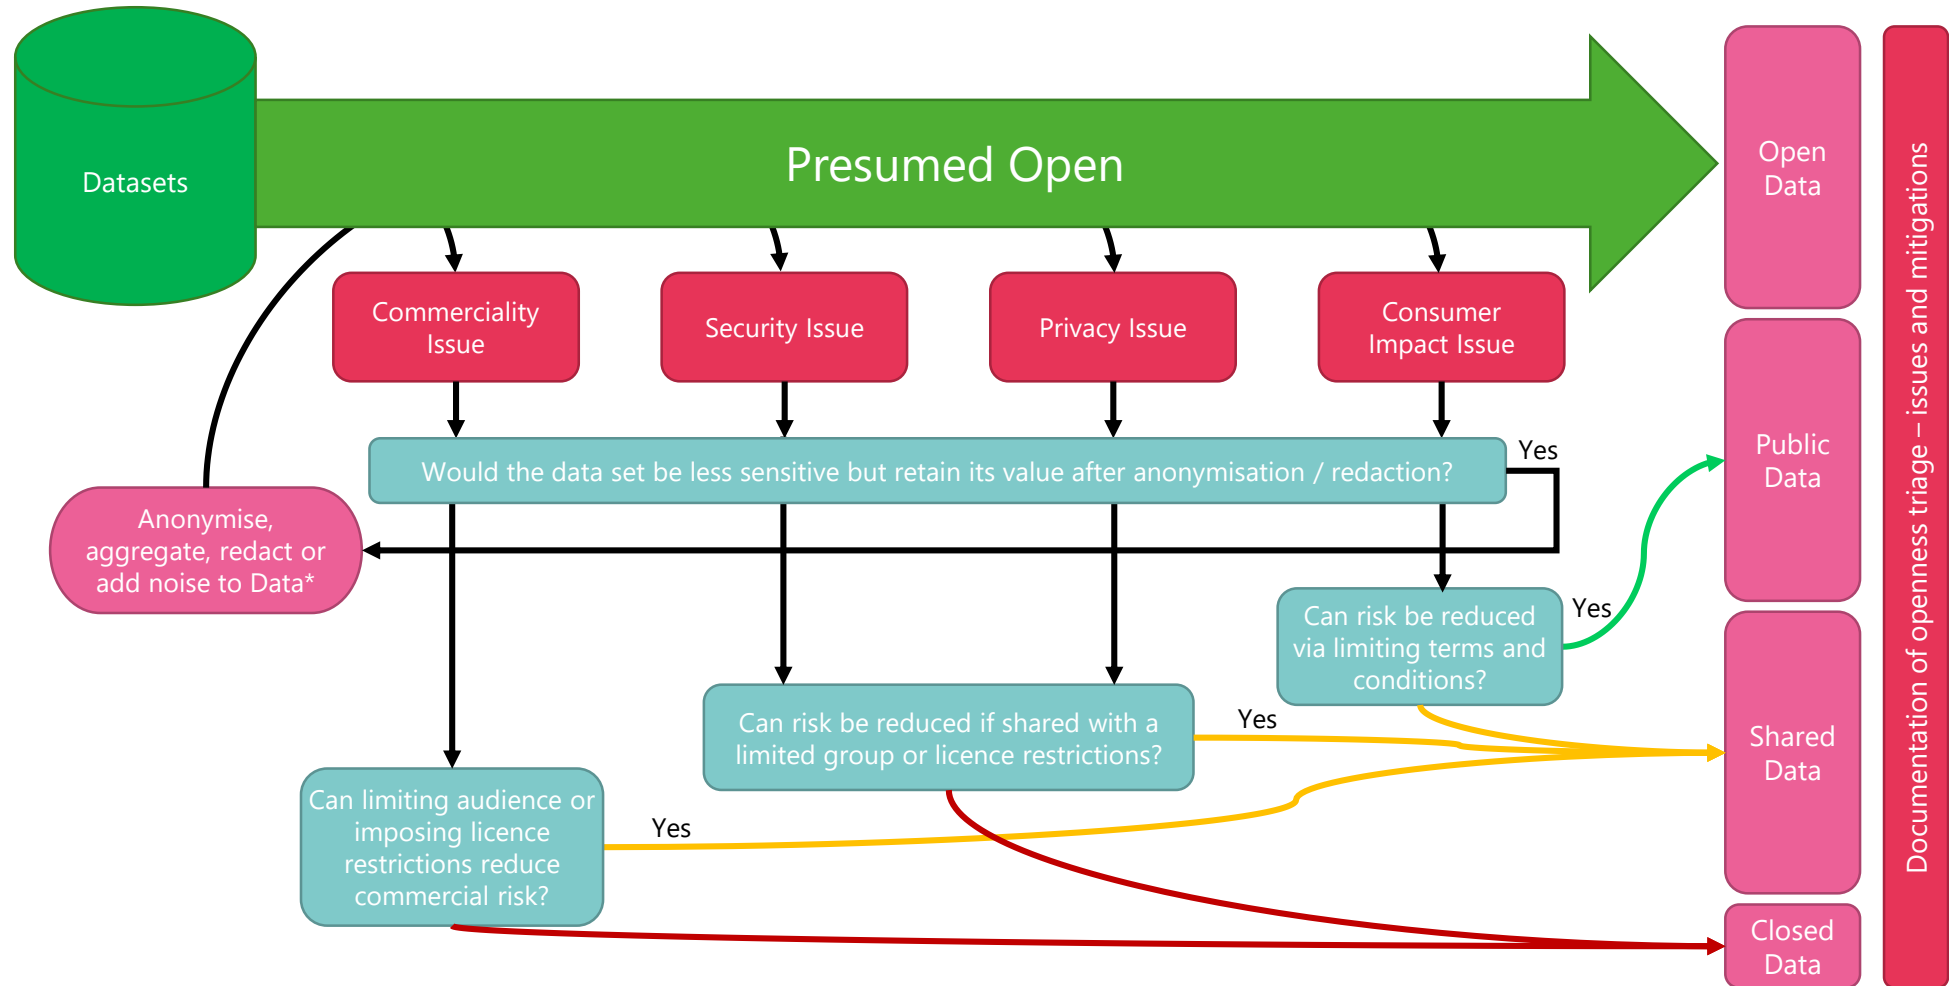 Datasets
Presumed Open
Open
Data
Commerciality
Issue
Security Issue
Privacy Issue
Consumer
Impact Issue
Would the data set be less sensitive but retain its value after anonymisation / redaction?
Yes
Public
Data
Anonymise,
aggregate, redact or
add noise to Data*
Can risk be reduced
via limiting terms and
conditions?
Yes
Can risk be reduced if shared with a
limited group or licence restrictions?
Yes
Shared
Data
Can limiting audience or
imposing licence
restrictions reduce
commercial risk?
Yes
Closed
Data
Documentation of openness triage – issues and mitigations